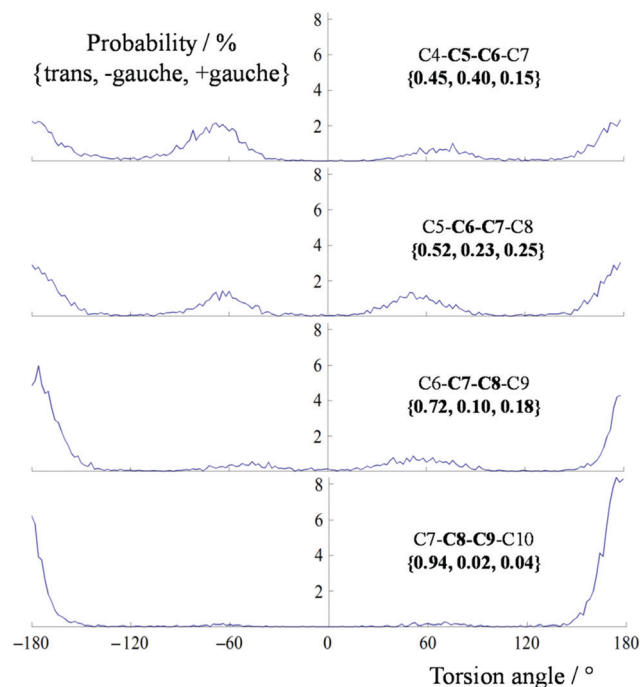 Probability / %
{trans, -gauche, +gauche}
8
6
4
2
C4-C5-C6-C7
{0.45, 0.40, 0.15}
8
6
4
2
C5-C6-C7-C8
{0.52, 0.23, 0.25}
8
6
4
2
C6-C7-C8-C9
{0.72, 0.10, 0.18}
8
6
4
2
C7-C8-C9-C10
{0.94, 0.02, 0.04}
−180 −120 −60 0 60 120 180
Torsion angle / °